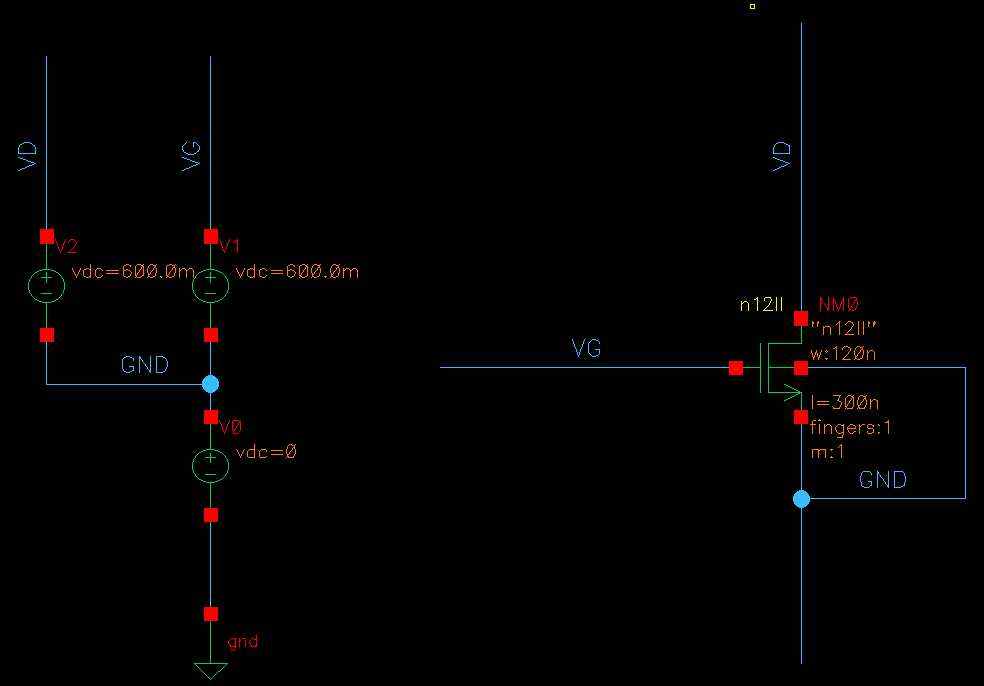 VD
VG
VD
V2
vdc=600.0m
V1
vdc=600.0m
GND
V0
vdc=0
gnd
n12ll
NM0
"n12ll"
w:120n
VG
l=300n
fingers:1
m:1
GND